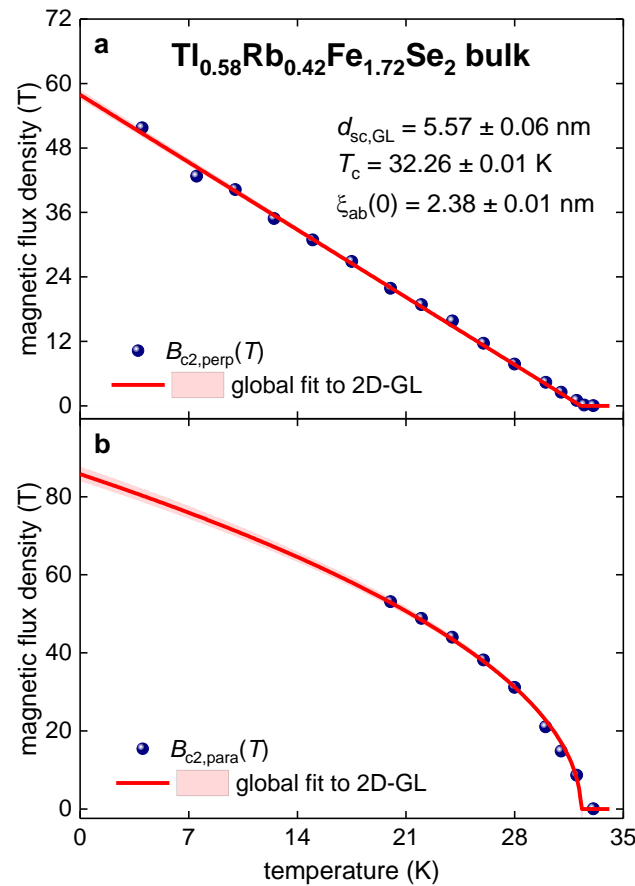 a
Tl0.58Rb0.42Fe1.72Se2 bulk
dsc,GL = 5.57 ± 0.06 nm
Tc = 32.26 ± 0.01 K
ξab(0) = 2.38 ± 0.01 nm
72
60
48
36
24
12
0
magnetic flux density (T)
Bc2,perp(T)
global fit to 2D-GL
b
80
60
40
20
0
magnetic flux density (T)
Bc2,para(T)
global fit to 2D-GL
0 7 14 21 28 35
temperature (K)